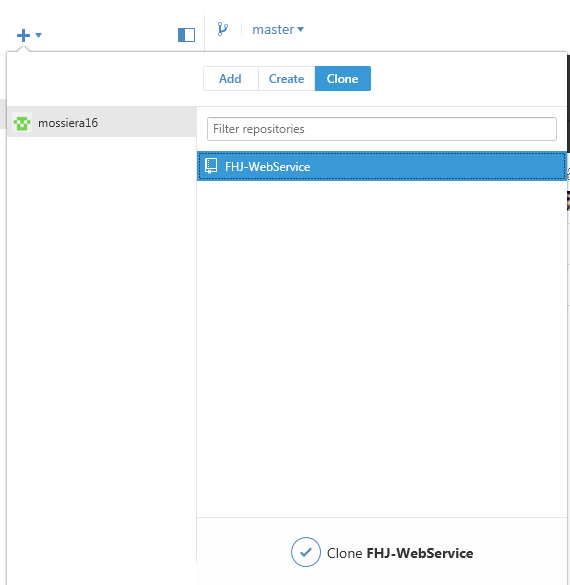 master
Add Create Clone
mossiera16
Filter repositories
FHJ-WebService
Clone FHJ-WebService